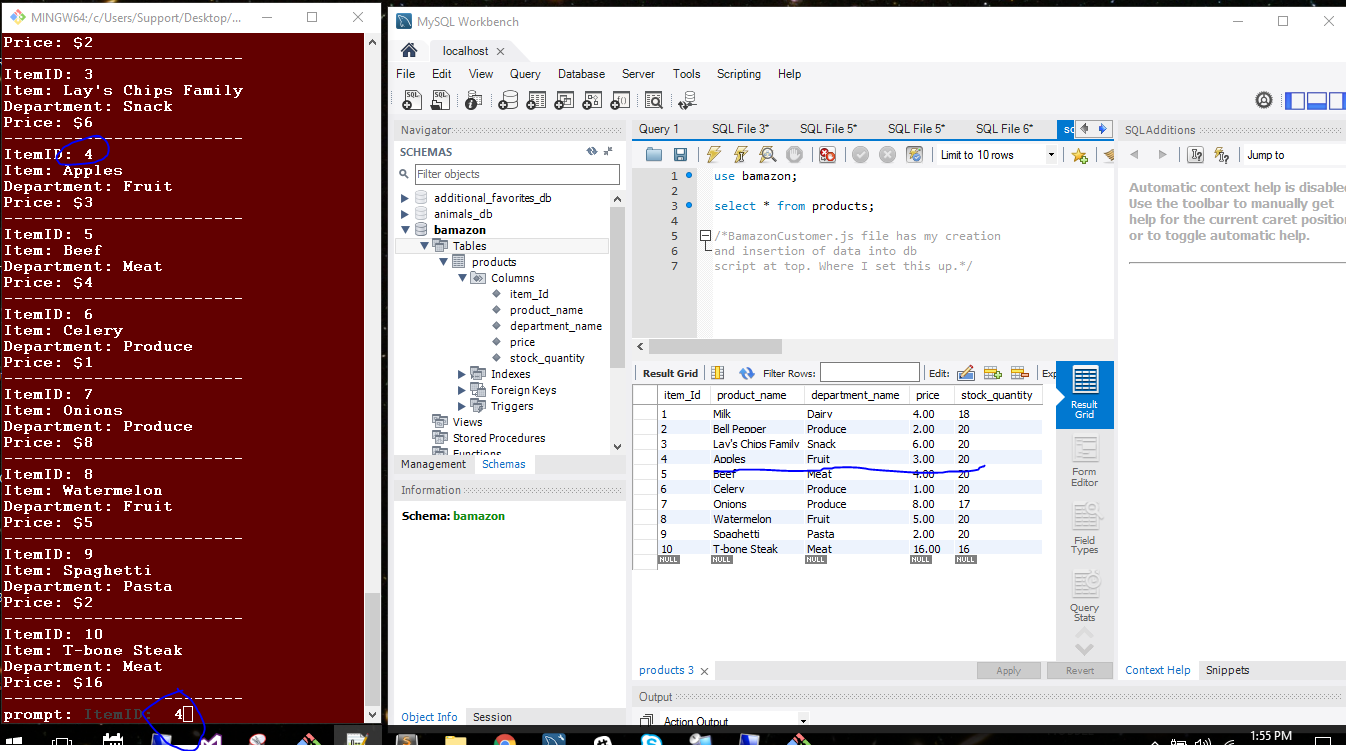 MINGW64:/c/Users/Support/Desktop/...
Price: $2
-------------------------
ItemID: 3
Item: Lay's Chips Family
Department: Snack
Price: $6
-------------------------
ItemID: 4
Item: Apples
Department: Fruit
Price: $3
-------------------------
ItemID: 5
Item: Beef
Department: Meat
Price: $4
-------------------------
ItemID: 6
Item: Celery
Department: Produce
Price: $1
-------------------------
ItemID: 7
Item: Onions
Department: Produce
Price: $8
-------------------------
ItemID: 8
Item: Watermelon
Department: Fruit
Price: $5
-------------------------
ItemID: 9
Item: Spaghetti
Department: Pasta
Price: $2
-------------------------
ItemID: 10
Item: T-bone Steak
Department: Meat
Price: $16
-------------------------
prompt: ItemID: 4
MySQL Workbench
localhost
File Edit View Query Database Server Tools Scripting Help
Navigator
SCHEMAS
Filter objects
additional_favorites_db
animals_db
bamazon
Tables
products
Columns
item_Id
product_name
department_name
price
stock_quantity
Indexes
Foreign Keys
Triggers
Views
Stored Procedures
Functions
Management Schemas
Information
Schema: bamazon
Object Info Session
Query 1 SQL File 3* SQL File 5* SQL File 5* SQL File 6*
Limit to 10 rows
1 use bamazon;
2
3 select * from products;
4
5 /*BamazonCustomer.js file has my creation
6 and insertion of data into db
7 script at top. Where I set this up.*/
Result Grid Filter Rows: Edit: Exp
item_Id product_name department_name price stock_quantity
1 Milk Dairy 4.00 18
2 Bell Pepper Produce 2.00 20
3 Lay's Chips Family Snack 6.00 20
4 Apples Fruit 3.00 20
5 Beef Meat 4.00 20
6 Celery Produce 1.00 20
7 Onions Produce 8.00 17
8 Watermelon Fruit 5.00 20
9 Spaghetti Pasta 2.00 20
10 T-bone Steak Meat 16.00 16
NULL NULL NULL NULL NULL
Result
Grid
Form
Editor
Field
Types
Query
Stats
products 3
Apply Revert
Output
Action Output
SQLAdditions
Jump to
Automatic context help is disabled
Use the toolbar to manually get
help for the current caret position
or to toggle automatic help.
Context Help Snippets
1:55 PM